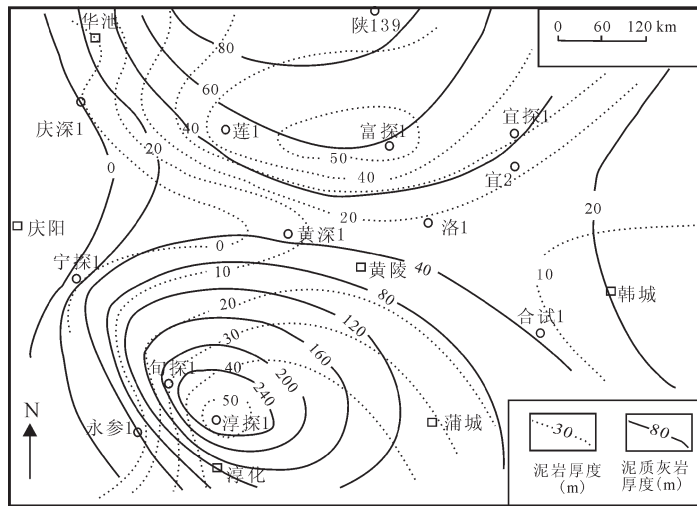 华池
陕139
0 60 120 km
80
60
庆深1
莲1
40
富探1
宜探1
50
0
20
40
宜2
20
20
庆阳
黄深1
洛1
0
宁探1
10
黄陵
40
10
80
韩城
20
120
合试1
30
160
旬探1
40
200
240
50
淳探1
N
永参1
蒲城
淳化
30
80
泥岩厚度
(m)
泥质灰岩
厚度(m)